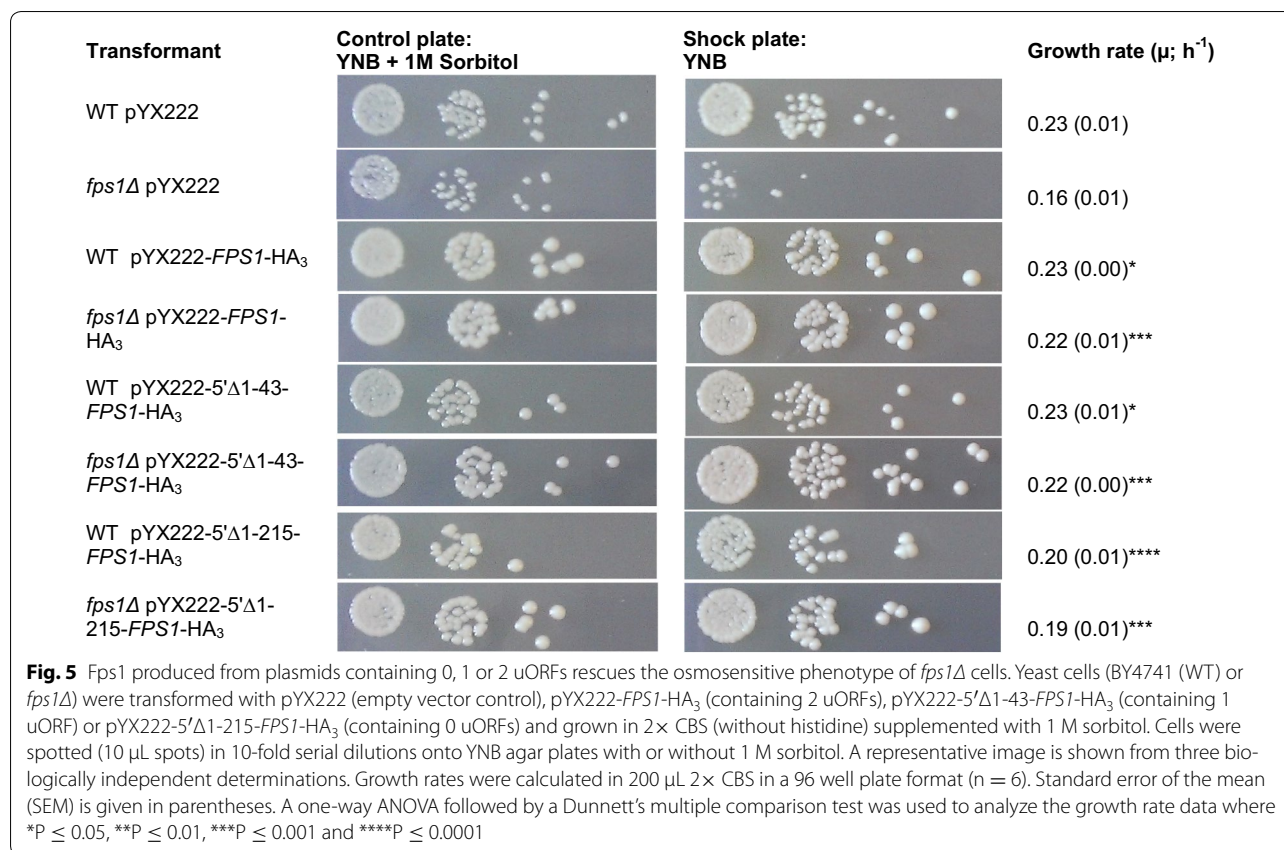 Transformant
Control plate:
YNB + 1M Sorbitol
Shock plate:
YNB
Growth rate (μ; h⁻¹)
WT pYX222
0.23 (0.01)
fps1Δ pYX222
0.16 (0.01)
WT pYX222-FPS1-HA₃
0.23 (0.00)*
fps1Δ pYX222-FPS1-
HA₃
0.22 (0.01)***
WT pYX222-5'Δ1-43-
FPS1-HA₃
0.23 (0.01)*
fps1Δ pYX222-5'Δ1-43-
FPS1-HA₃
0.22 (0.00)***
WT pYX222-5'Δ1-215-
FPS1-HA₃
0.20 (0.01)****
fps1Δ pYX222-5'Δ1-
215-FPS1-HA₃
0.19 (0.01)***
Fig. 5 Fps1 produced from plasmids containing 0, 1 or 2 uORFs rescues the osmosensitive phenotype of fps1Δ cells. Yeast cells (BY4741 (WT) or
fps1Δ) were transformed with pYX222 (empty vector control), pYX222-FPS1-HA₃ (containing 2 uORFs), pYX222-5′Δ1-43-FPS1-HA₃ (containing 1
uORF) or pYX222-5′Δ1-215-FPS1-HA₃ (containing 0 uORFs) and grown in 2× CBS (without histidine) supplemented with 1 M sorbitol. Cells were
spotted (10 μL spots) in 10-fold serial dilutions onto YNB agar plates with or without 1 M sorbitol. A representative image is shown from three bio-
logically independent determinations. Growth rates were calculated in 200 μL 2× CBS in a 96 well plate format (n = 6). Standard error of the mean
(SEM) is given in parentheses. A one-way ANOVA followed by a Dunnett's multiple comparison test was used to analyze the growth rate data where
*P ≤ 0.05, **P ≤ 0.01, ***P ≤ 0.001 and ****P ≤ 0.0001